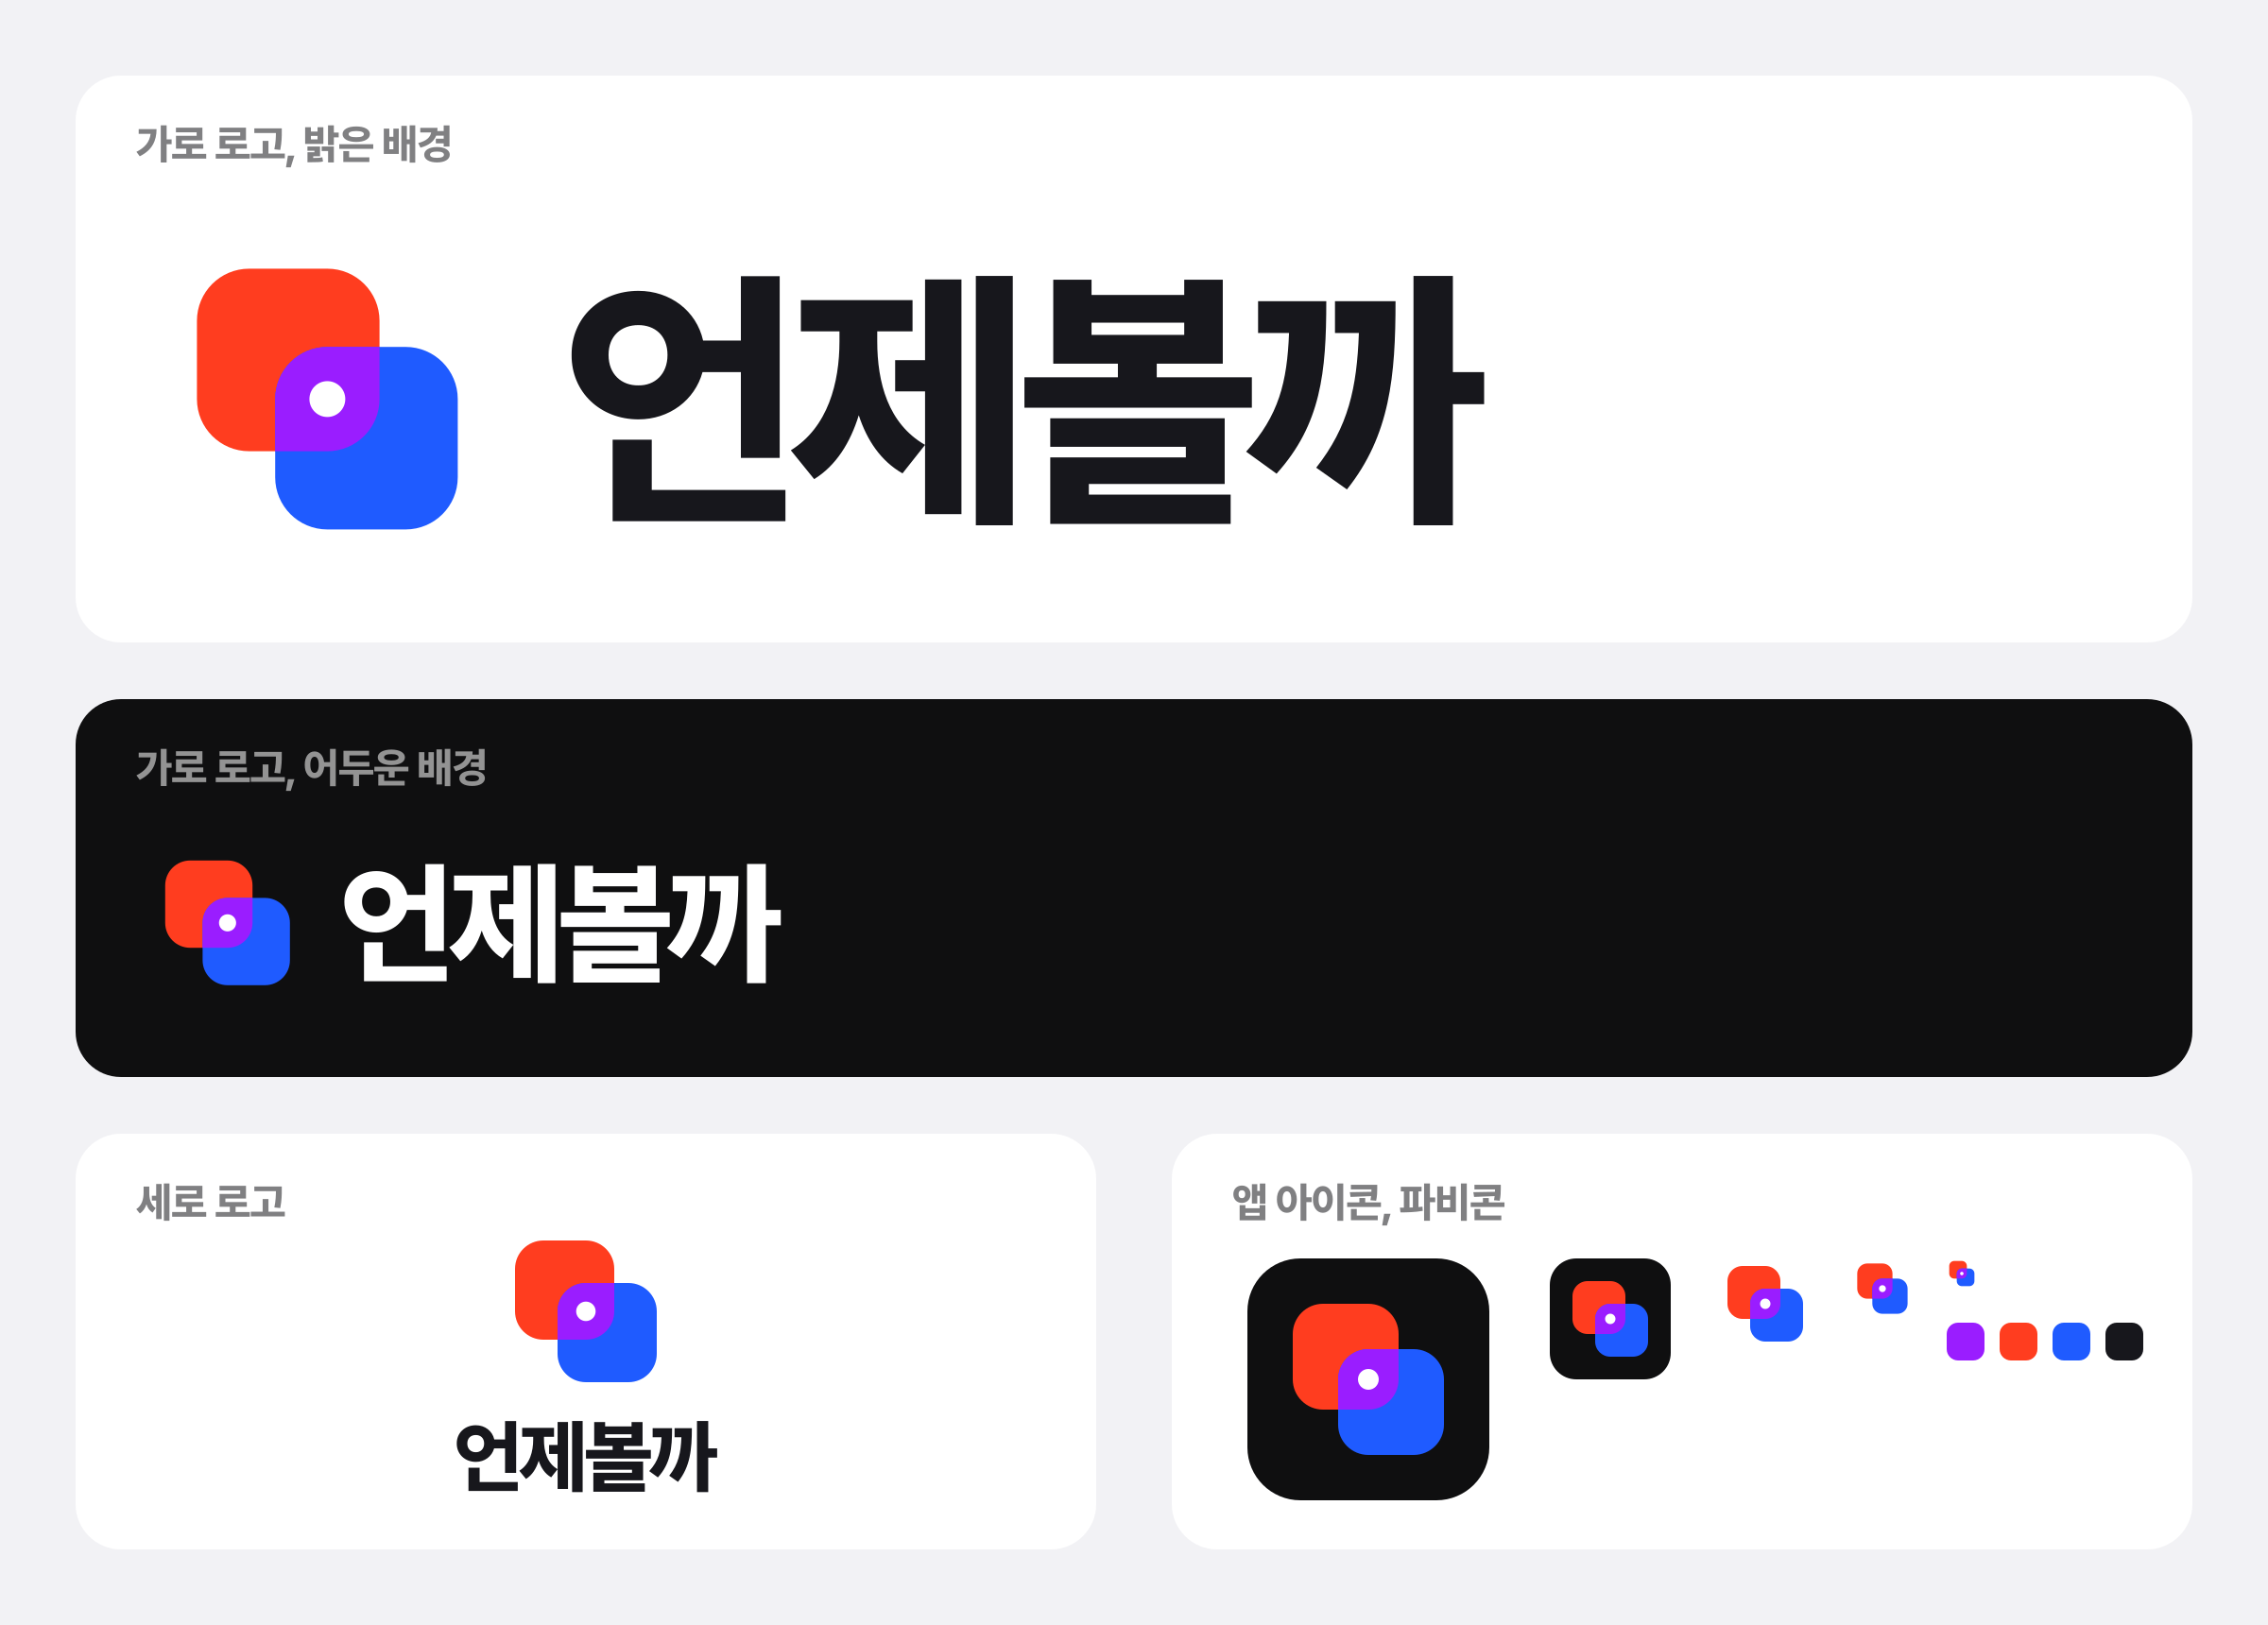 가로 로고, 밝은 배경
언제볼까
가로 로고, 어두운 배경
언제볼까
세로 로고
언제볼까
앱 아이콘, 파비콘